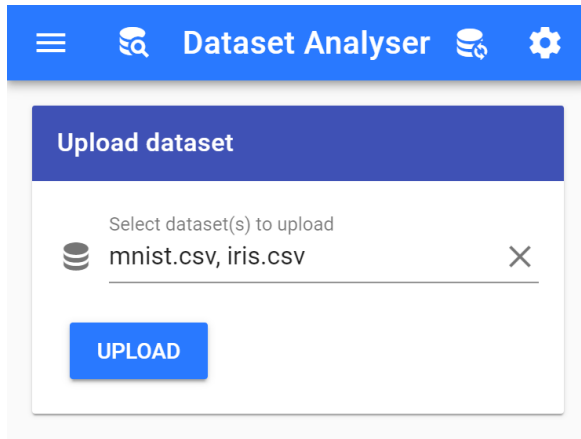 Dataset Analyser
Upload dataset
Select dataset(s) to upload
mnist.csv, iris.csv
UPLOAD